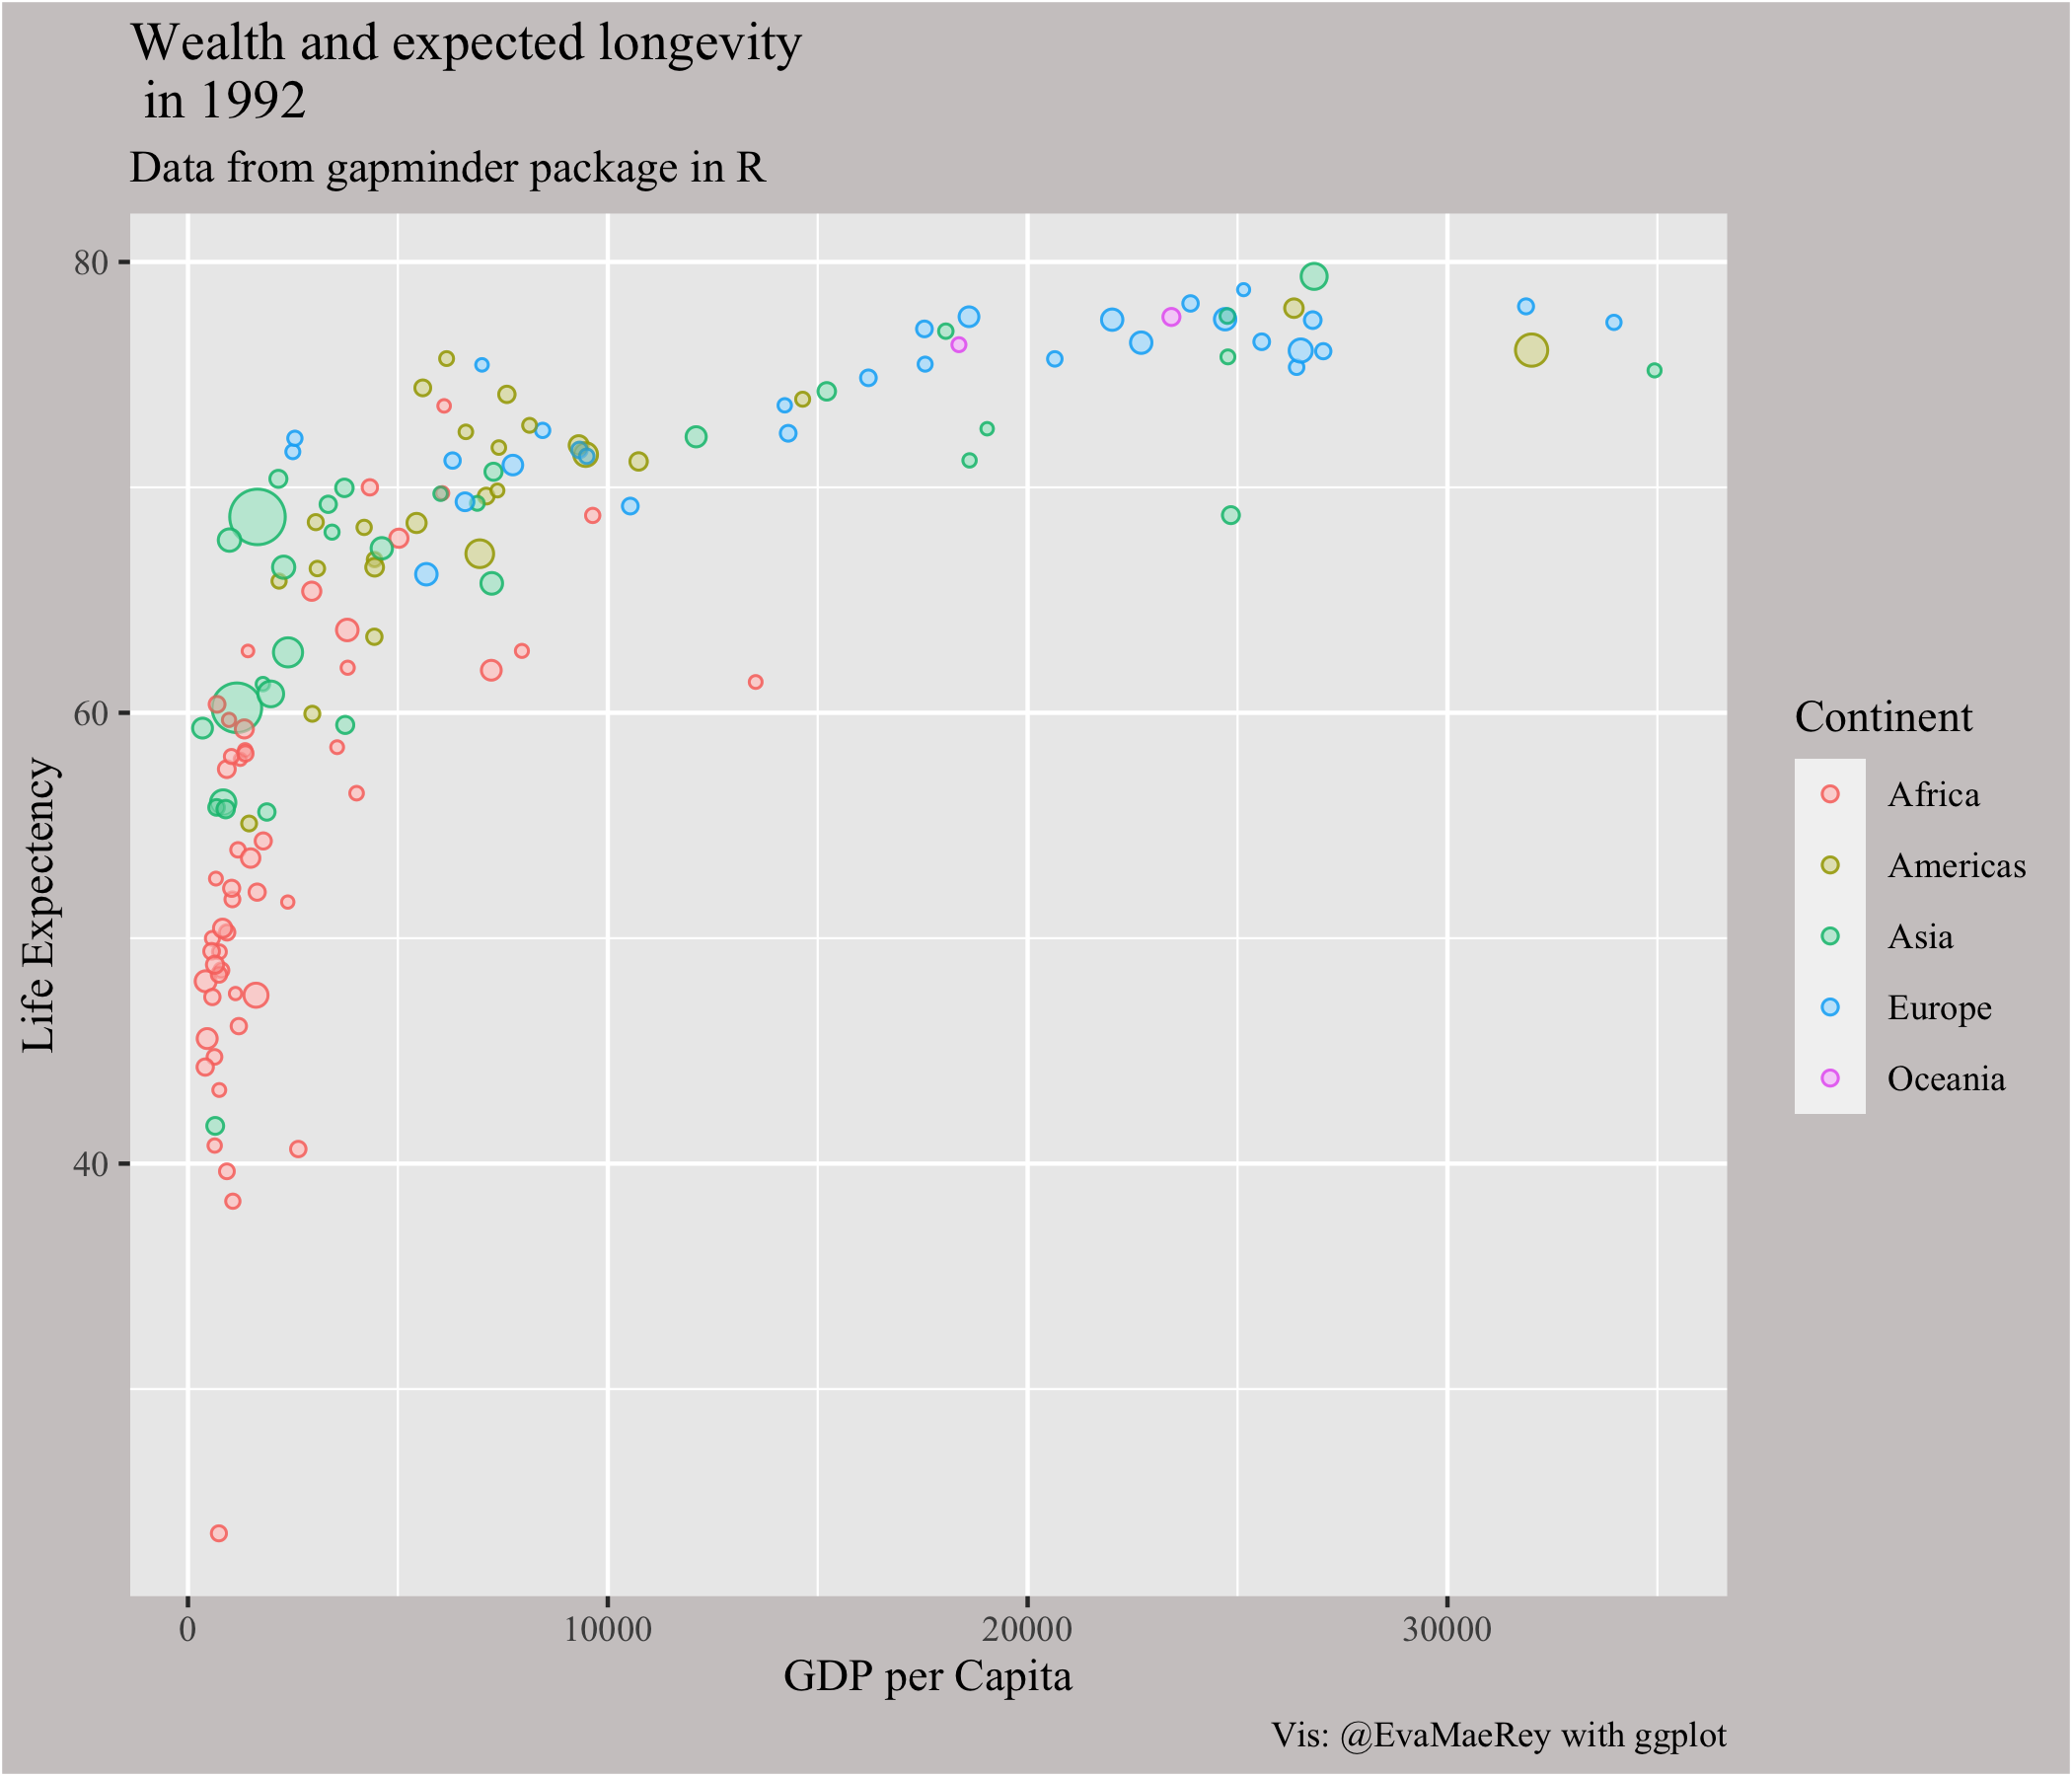 Wealth and expected longevity
in 1992
Data from gapminder package in R
80
60
40
Life Expectency
0 10000 20000 30000
GDP per Capita
Continent
Africa
Americas
Asia
Europe
Oceania
Vis: @EvaMaeRey with ggplot